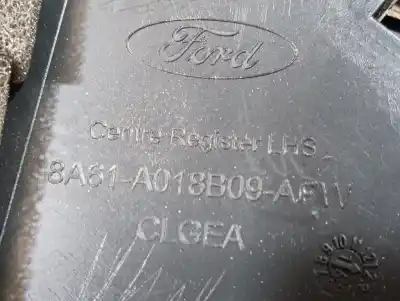 Ford
Centre Register LHS
8A61-A018B09-AFW
CLGEA